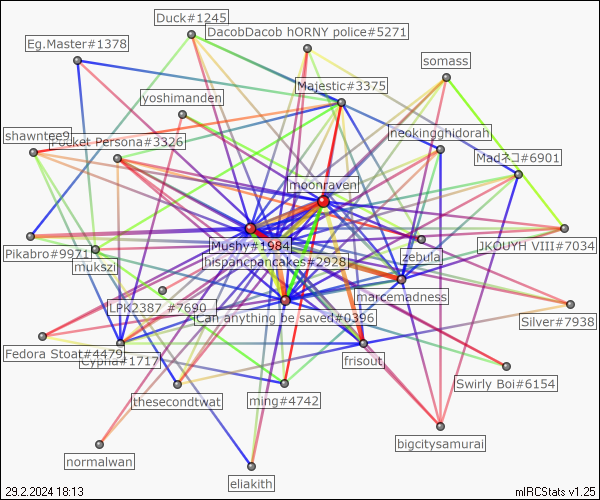 Duck#1245
DacobDacob hORNY police#5271
Eg.Master#1378
somass
Majestic#3375
yoshimanden
neokingghidorah
shawntee9
Pocket Persona#3326
Madネコ#6901
moonraven
Mushy#1984
JKOUYH VIII#7034
Pikabro#9971
zebula
hispanicpancakes#2928
mukszi
marcemadness
LPK2387 #7690
Can anything be saved#0396
Silver#7938
Fedora Stoat#4479
Cypha#1717
frisout
Swirly Boi#6154
thesecondtwat
ming#4742
bigcitysamurai
normalwan
eliakith
29.2.2024 18:13
mIRCStats v1.25